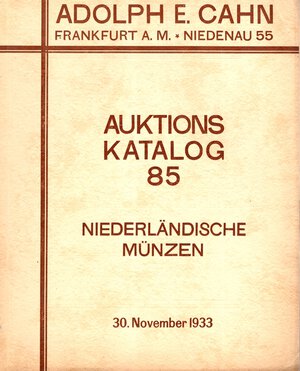 ADOLPH E. CAHN
FRANKFURT A. M. * NIEDENAU 55
AUKTIONS
KATALOG
85
NIEDERLÄNDISCHE
MÜNZEN
30. November 1933